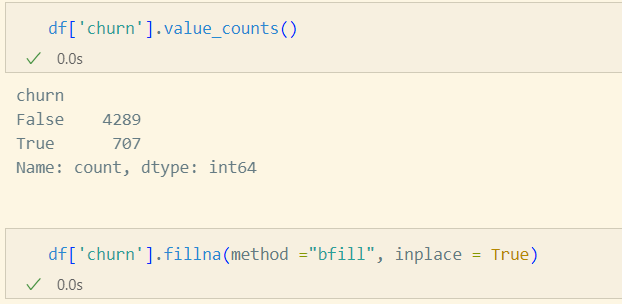 df['churn'].value_counts()
✓ 0.0s
churn
False    4289
True      707
Name: count, dtype: int64
df['churn'].fillna(method ="bfill", inplace = True)
✓ 0.0s